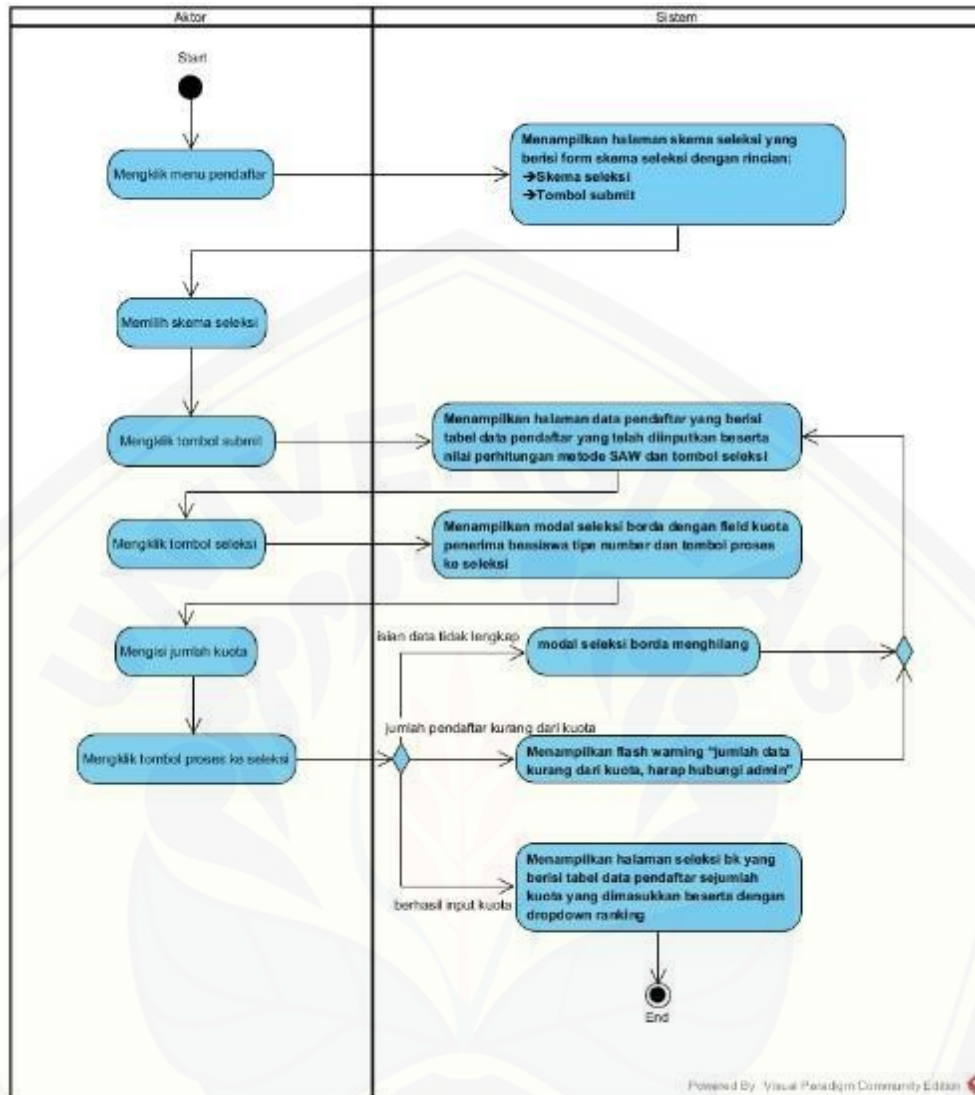 Aktor
Sistem
Start
Mengklik menu pendaftar
Menampilkan halaman skema seleksi yang
berisi form skema seleksi dengan rincian:
➔Skema seleksi
➔Tombol submit
Memilih skema seleksi
Mengklik tombol submit
Menampilkan halaman data pendaftar yang berisi
tabel data pendaftar yang telah diinputkan beserta
nilai perhitungan metode SAW dan tombol seleksi
Mengklik tombol seleksi
Menampilkan modal seleksi borda dengan field kuota
penerima beasiswa tipe number dan tombol proses
ke seleksi
Mengisi jumlah kuota
isian data tidak lengkap
modal seleksi borda menghilang
jumlah pendaftar kurang dari kuota
Mengklik tombol proses ke seleksi
Menampilkan flash warning "jumlah data
kurang dari kuota, harap hubungi admin"
berhasil input kuota
Menampilkan halaman seleksi bk yang
berisi tabel data pendaftar sejumlah
kuota yang dimasukkan beserta dengan
dropdown ranking
End
UNIVERSITAS
Powered By Visual Paradigm Community Edition